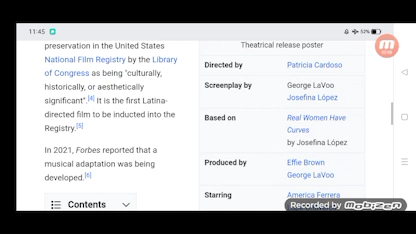 11:45
52%
preservation in the United States
National Film Registry by the Library
of Congress as being "culturally,
historically, or aesthetically
significant".[4] It is the first Latina-
directed film to be inducted into the
Registry.[5]
In 2021, Forbes reported that a
musical adaptation was being
developed.[6]
Contents
Theatrical release poster
Directed by Patricia Cardoso
Screenplay by George LaVoo
Josefina López
Based on Real Women Have
Curves
by Josefina López
Produced by Effie Brown
George LaVoo
Starring America Ferrera
Recorded by mobizen